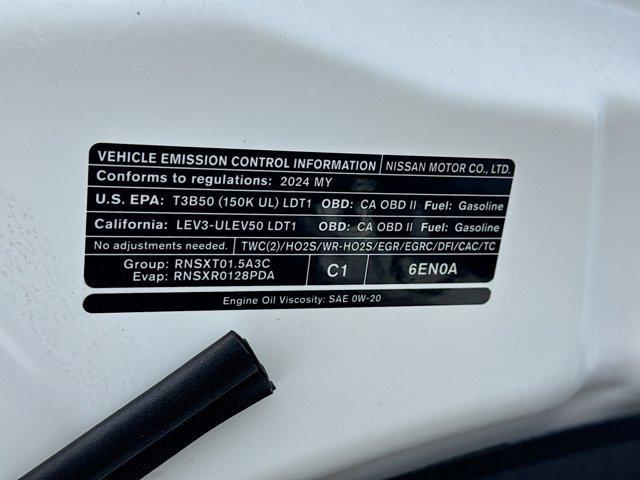 VEHICLE EMISSION CONTROL INFORMATION NISSAN MOTOR CO., LTD.
Conforms to regulations: 2024 MY
U.S. EPA: T3B50 (150K UL) LDT1 OBD: CA OBD II Fuel: Gasoline
California: LEV3-ULEV50 LDT1 OBD: CA OBD II Fuel: Gasoline
No adjustments needed. TWC(2)/HO2S/WR-HO2S/EGR/EGRC/DFI/CAC/TC
Group: RNSXT01.5A3C C1 6EN0A
Evap: RNSXR0128PDA
Engine Oil Viscosity: SAE 0W-20